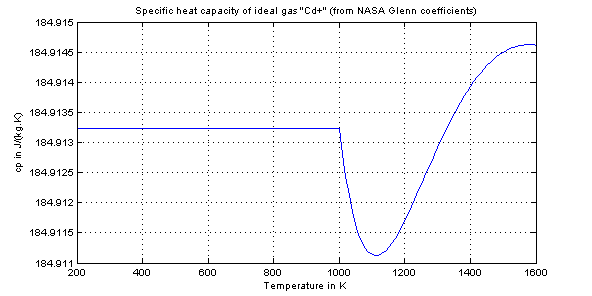 Specific heat capacity of ideal gas "Cd+" (from NASA Glenn coefficients)
184.915
184.9145
184.914
184.9135
184.913
184.9125
184.912
184.9115
184.911
cp in J/(kg.K)
200 400 600 800 1000 1200 1400 1600
Temperature in K